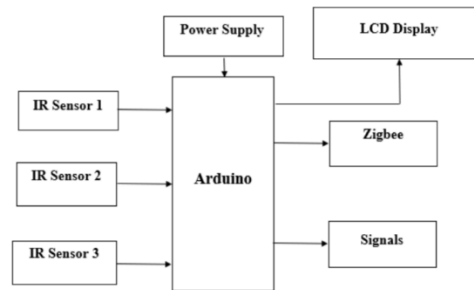 Power Supply
LCD Display
IR Sensor 1
Zigbee
IR Sensor 2
Arduino
Signals
IR Sensor 3